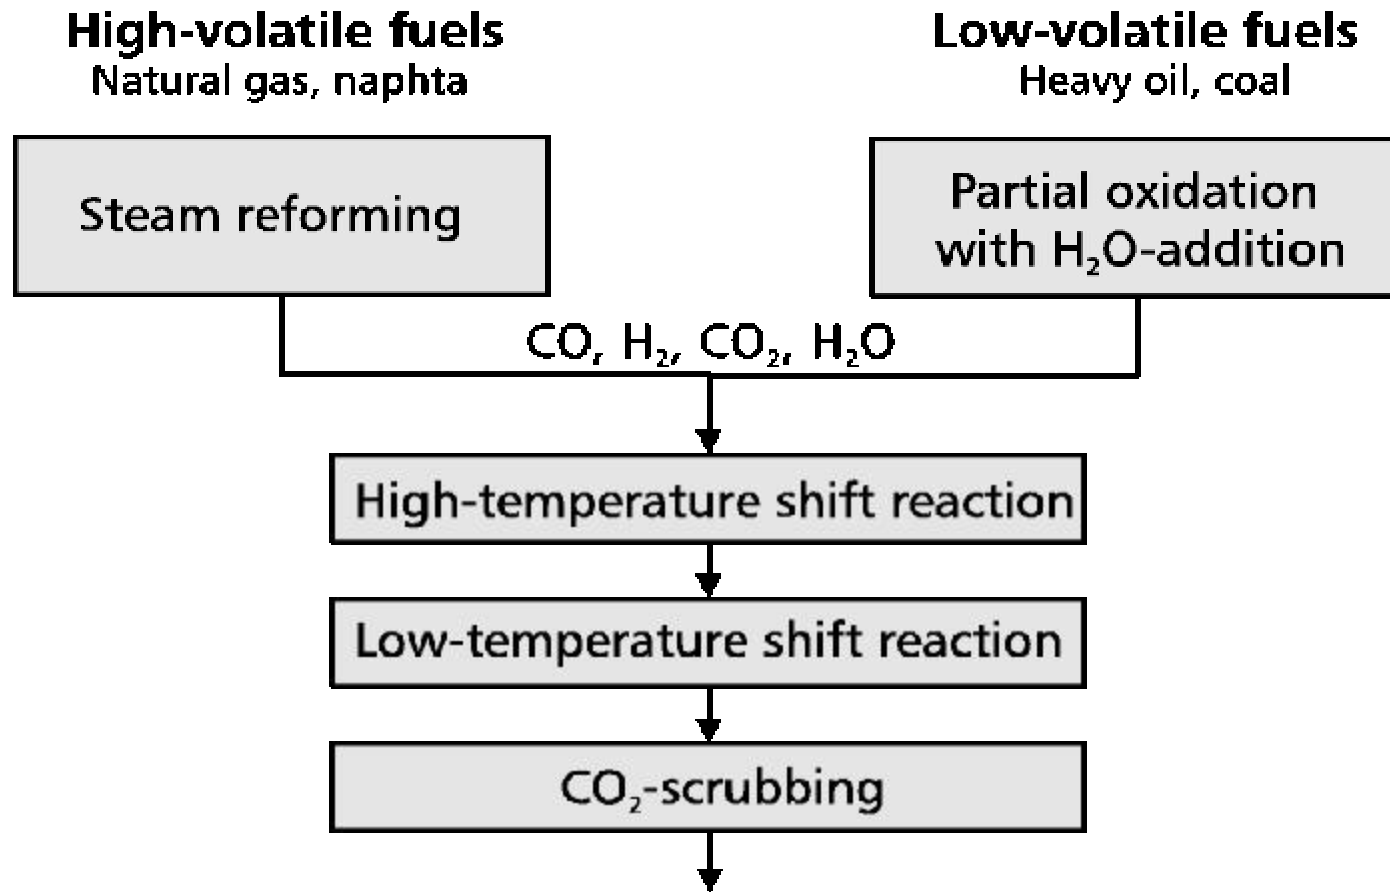 High-volatile fuels
Natural gas, naphta
Low-volatile fuels
Heavy oil, coal
Steam reforming
Partial oxidation
with H₂O-addition
CO, H₂, CO₂, H₂O
High-temperature shift reaction
Low-temperature shift reaction
CO₂-scrubbing